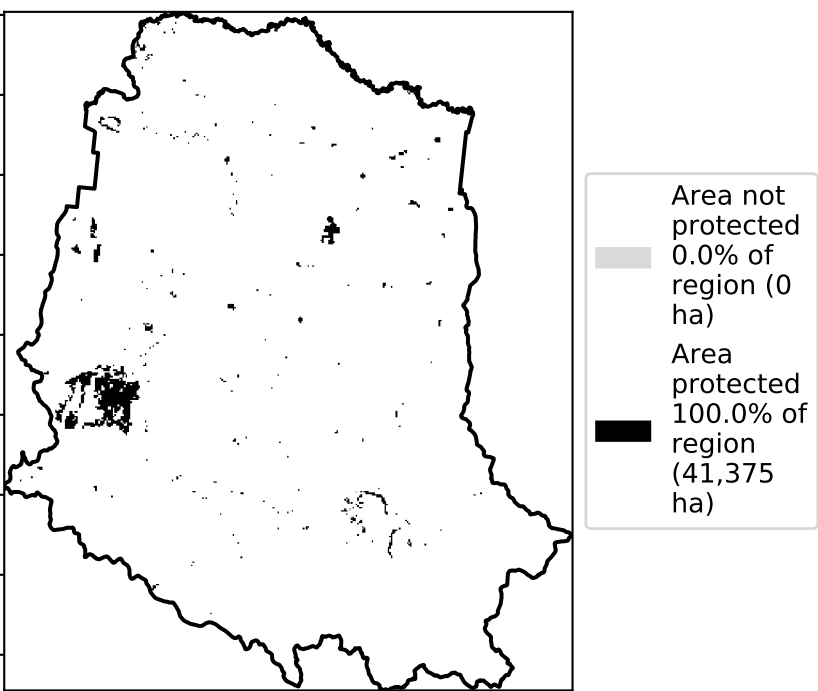 Area not
protected
0.0% of
region (0
ha)
Area
protected
100.0% of
region
(41,375
ha)